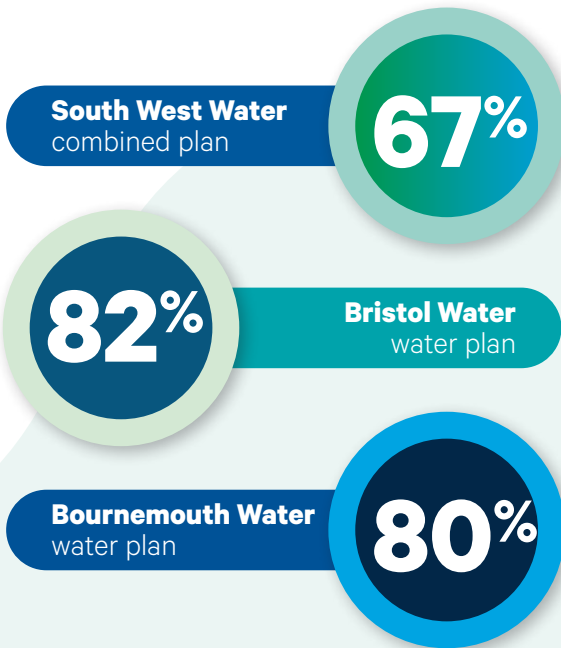 South West Water
combined plan
67%
82%
Bristol Water
water plan
Bournemouth Water
water plan
80%